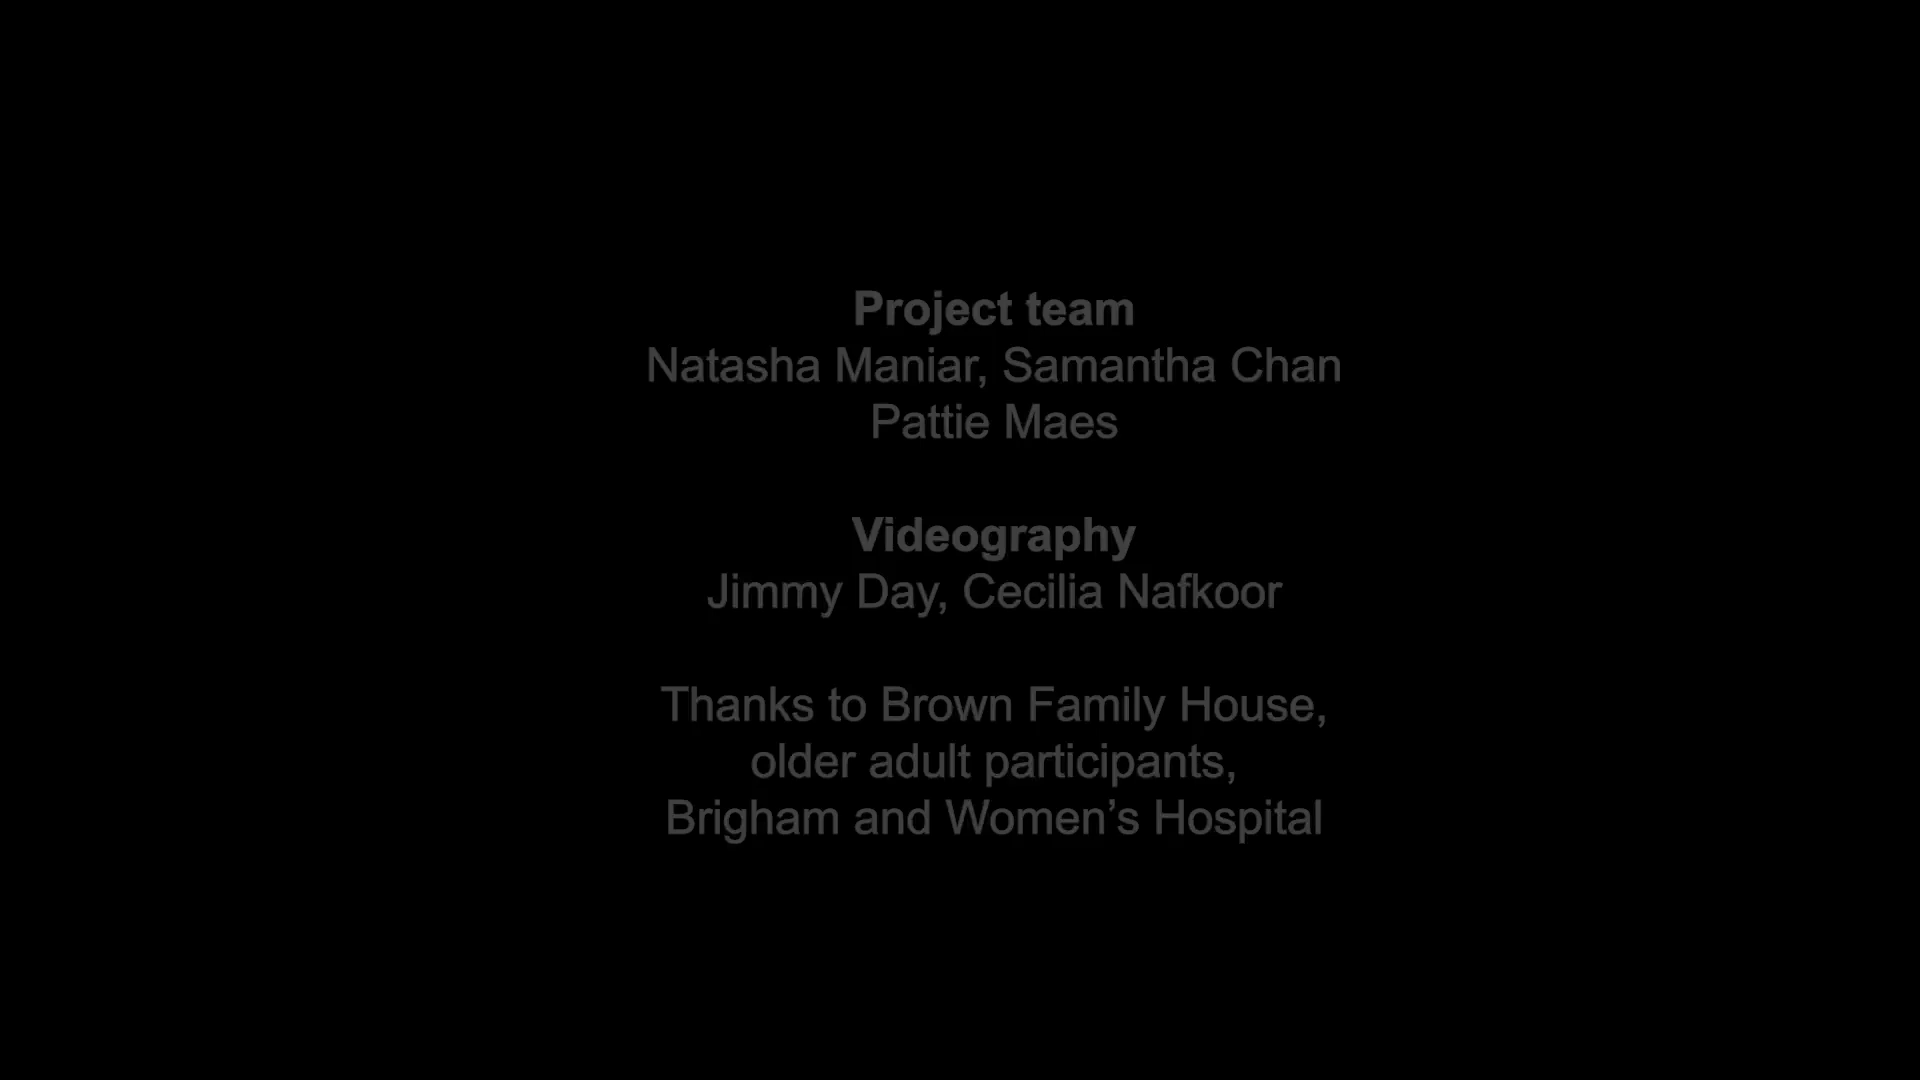 Project team
Natasha Maniar, Samantha Chan
Pattie Maes
Videography
Jimmy Day, Cecilia Nafkoor
Thanks to Brown Family House,
older adult participants,
Brigham and Women’s Hospital